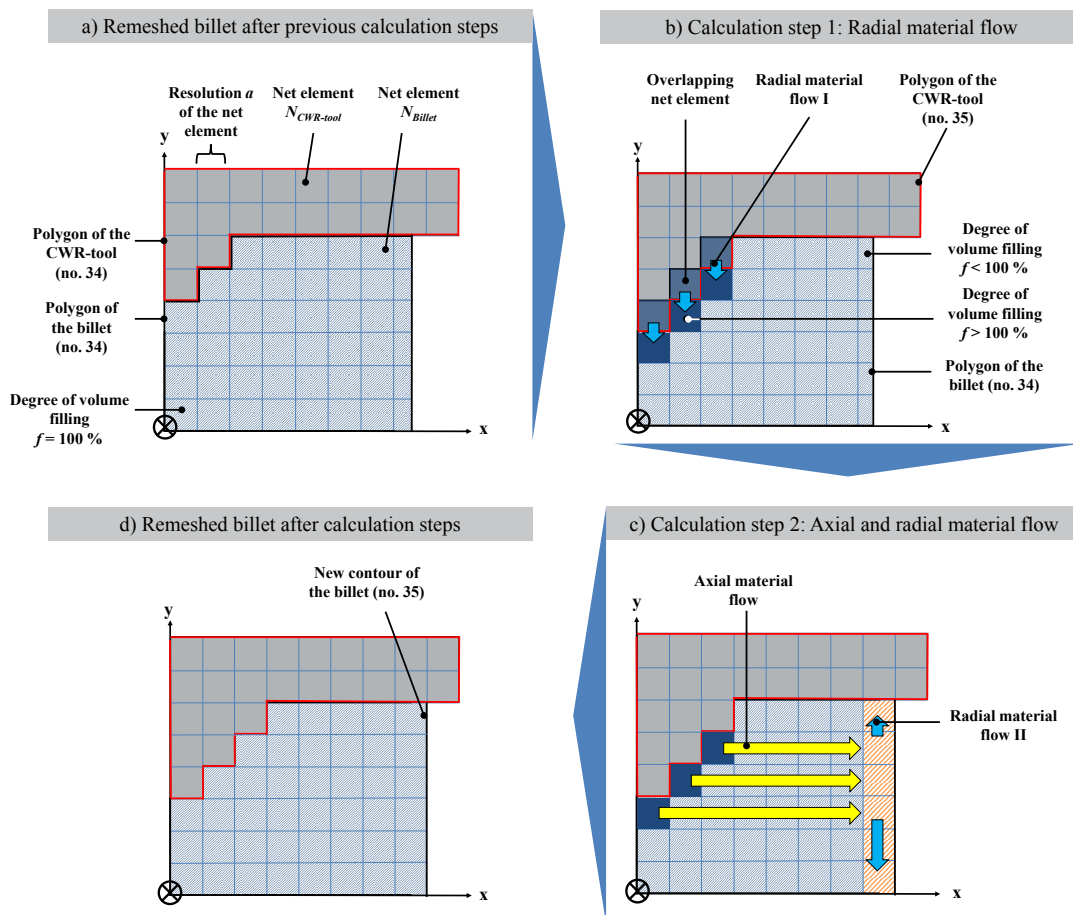 a) Remeshed billet after previous calculation steps
Resolution a
of the net
element
Net element
N_CWR-tool
Net element
N_Billet
y
Polygon of the
CWR-tool
(no. 34)
Polygon of
the billet
(no. 34)
Degree of volume
filling
f = 100 %
x
b) Calculation step 1: Radial material flow
Overlapping
net element
Radial material
flow I
Polygon of the
CWR-tool
(no. 35)
y
Degree of
volume filling
f < 100 %
Degree of
volume filling
f > 100 %
Polygon of the
billet (no. 34)
x
d) Remeshed billet after calculation steps
New contour of
the billet (no. 35)
y
x
c) Calculation step 2: Axial and radial material flow
Axial material
flow
y
Radial material
flow II
x